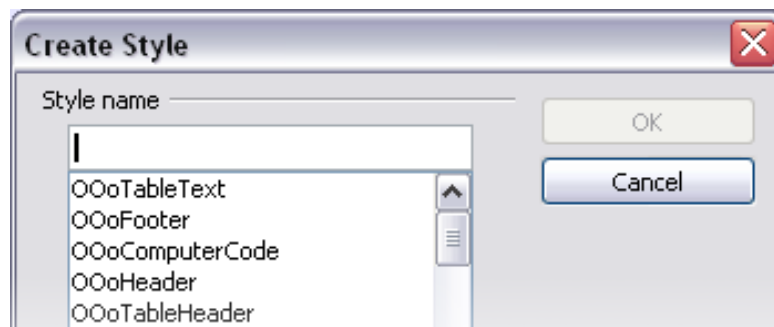 Create Style
Style name
OK
Cancel
OOoTableText
OOoFooter
OOoComputerCode
OOoHeader
OOoTableHeader